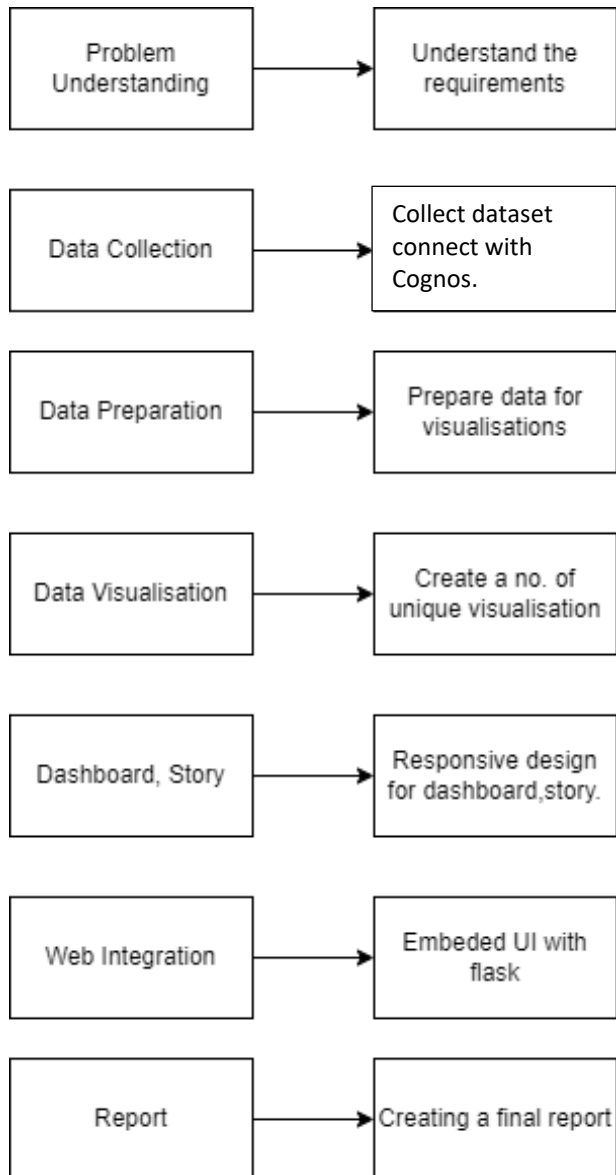 Problem
Understanding
Understand the
requirements
Data Collection
Collect dataset
connect with
Cognos.
Data Preparation
Prepare data for
visualisations
Data Visualisation
Create a no. of
unique visualisation
Dashboard, Story
Responsive design
for dashboard,story.
Web Integration
Embeded UI with
flask
Report
Creating a final report